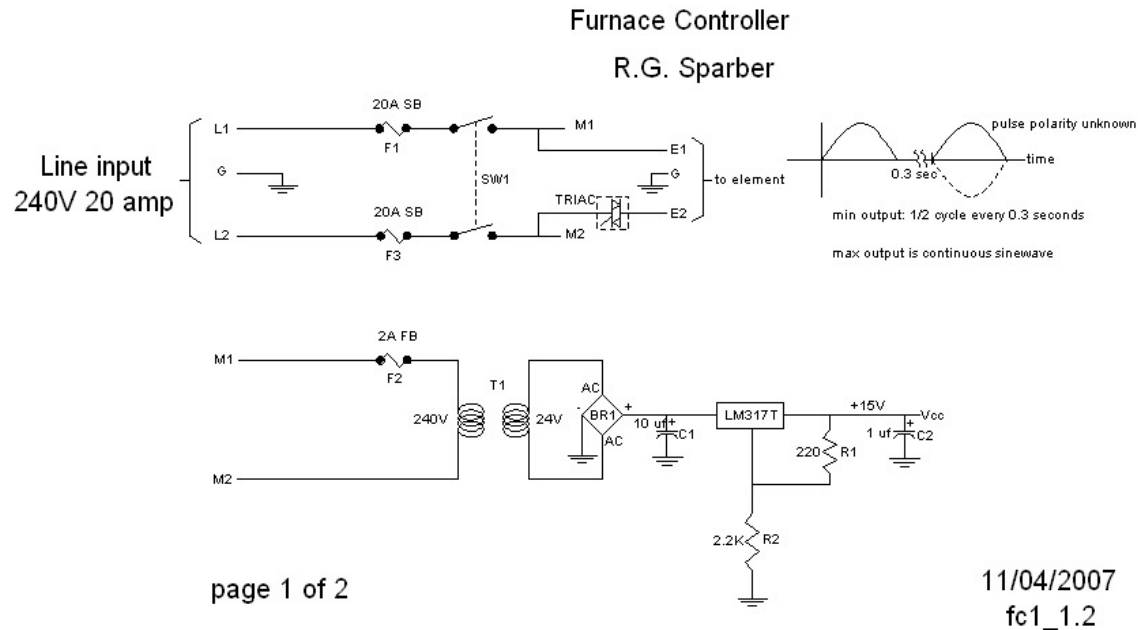 Furnace Controller
R.G. Sparber
Line input
240V 20 amp
L1
20A SB
F1
M1
E1
G
SW1
G
to element
TRIAC
E2
L2
20A SB
F3
M2
pulse polarity unknown
time
0.3 sec
min output: 1/2 cycle every 0.3 seconds
max output is continuous sinewave
M1
2A FB
F2
T1
240V
24V
M2
AC
-
BR1
+
AC
10 uf
+
C1
LM317T
+15V
Vcc
220
R1
1 uf
+
C2
2.2K
R2
page 1 of 2
11/04/2007
fc1_1.2